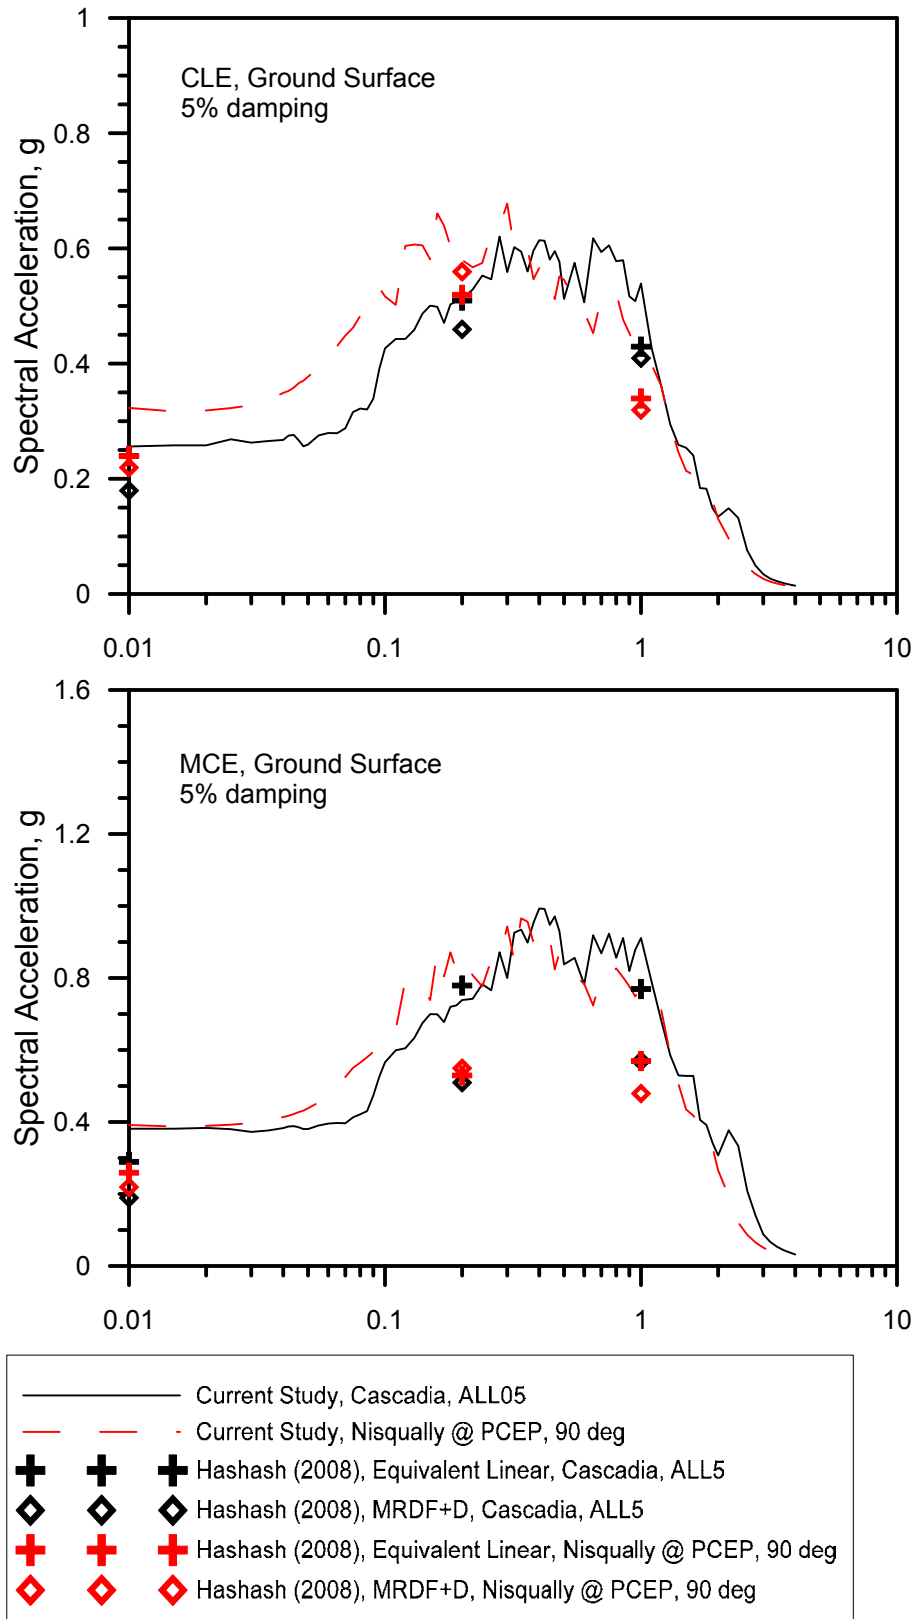 1
CLE, Ground Surface
5% damping
0.8
0.6
0.4
0.2
0
Spectral Acceleration, g
0.01 0.1 1 10
1.6
MCE, Ground Surface
5% damping
1.2
0.8
0.4
0
Spectral Acceleration, g
0.01 0.1 1 10
Current Study, Cascadia, ALL05
Current Study, Nisqually @ PCEP, 90 deg
Hashash (2008), Equivalent Linear, Cascadia, ALL5
Hashash (2008), MRDF+D, Cascadia, ALL5
Hashash (2008), Equivalent Linear, Nisqually @ PCEP, 90 deg
Hashash (2008), MRDF+D, Nisqually @ PCEP, 90 deg